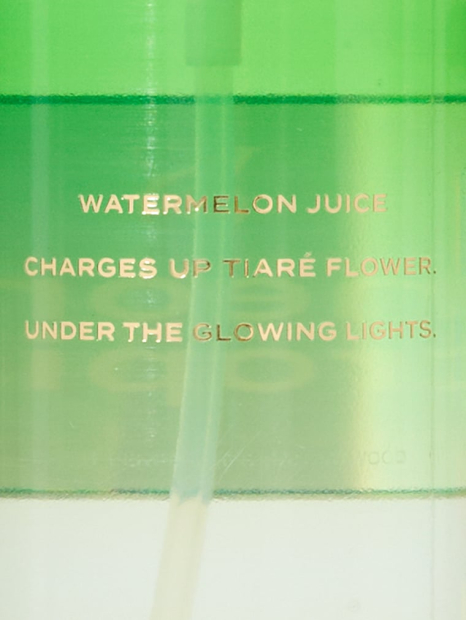 WATERMELON JUICE
CHARGES UP TIARÉ FLOWER.
UNDER THE GLOWING LIGHTS.